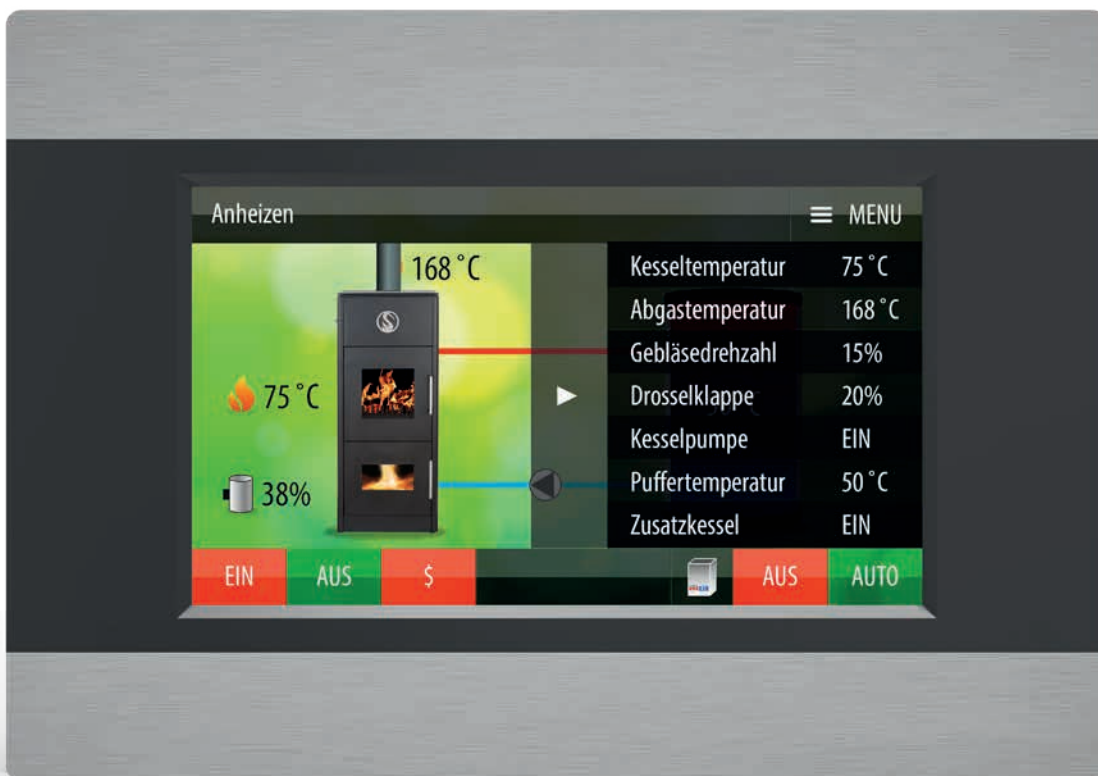 Anheizen
≡ MENU
168 °C
75 °C
38%
Kesseltemperatur 75 °C
Abgastemperatur 168 °C
Gebläsedrehzahl 15%
Drosselklappe 20%
Kesselpumpe EIN
Puffertemperatur 50 °C
Zusatzkessel EIN
EIN AUS $ AUS AUTO